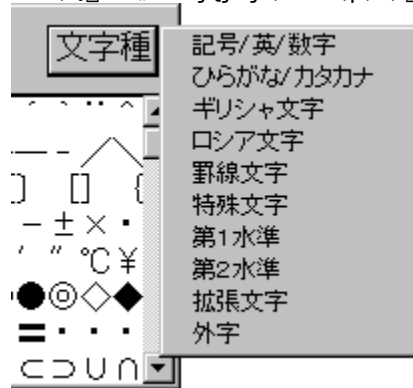 文字種
記号/英/数字
ひらがな/カタカナ
ギリシャ文字
ロシア文字
罫線文字
特殊文字
第1水準
第2水準
拡張文字
外字
－±×・
′″℃¥
●◎◇◆
〓・・・
⊂⊃∪∩